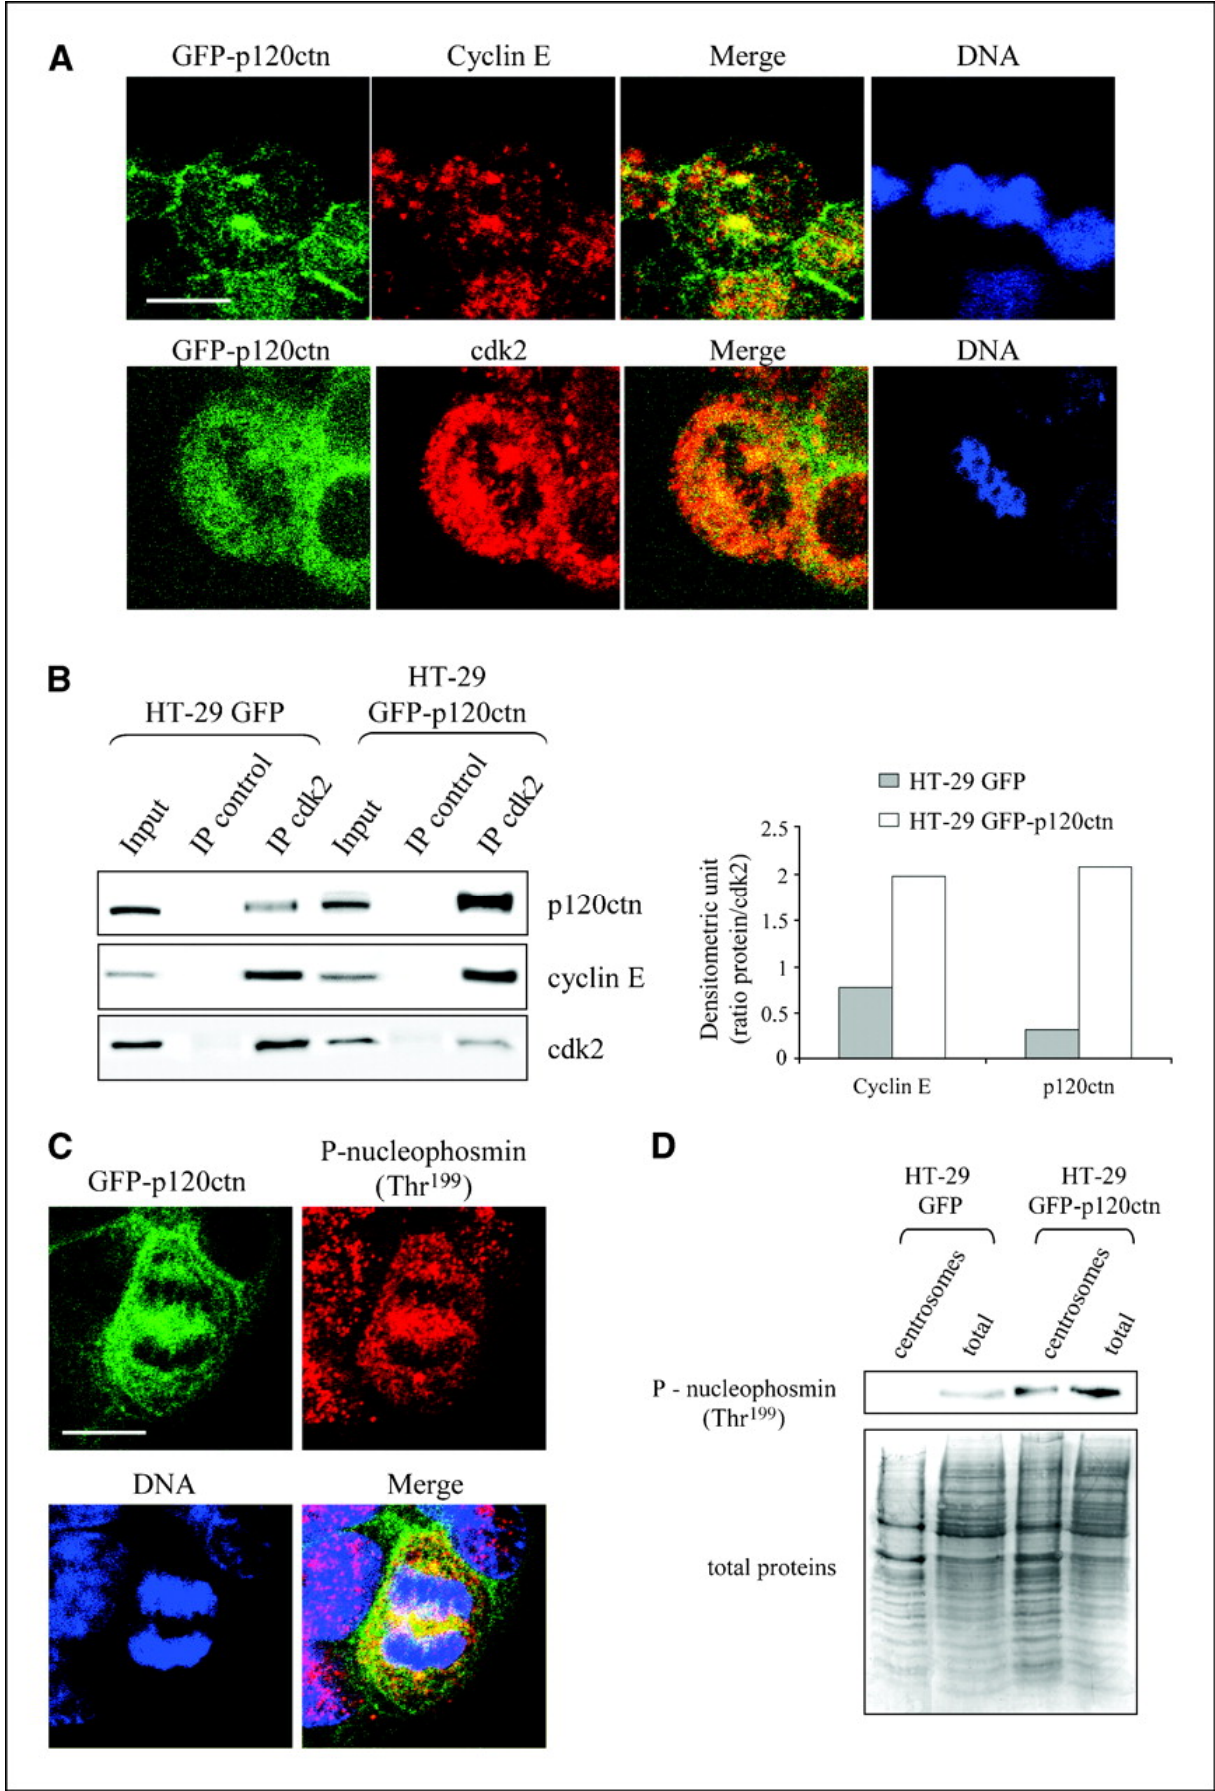 A
GFP-p120ctn Cyclin E Merge DNA
GFP-p120ctn cdk2 Merge DNA
B
HT-29 GFP
HT-29
GFP-p120ctn
Input IP control IP cdk2 Input IP control IP cdk2
p120ctn
cyclin E
cdk2
HT-29 GFP
HT-29 GFP-p120ctn
Densitometric unit
(ratio protein/cdk2)
2.5
2
1.5
1
0.5
0
Cyclin E p120ctn
C
GFP-p120ctn
P-nucleophosmin
(Thr199)
DNA Merge
D
HT-29
GFP
HT-29
GFP-p120ctn
centrosomes total centrosomes total
P - nucleophosmin
(Thr199)
total proteins